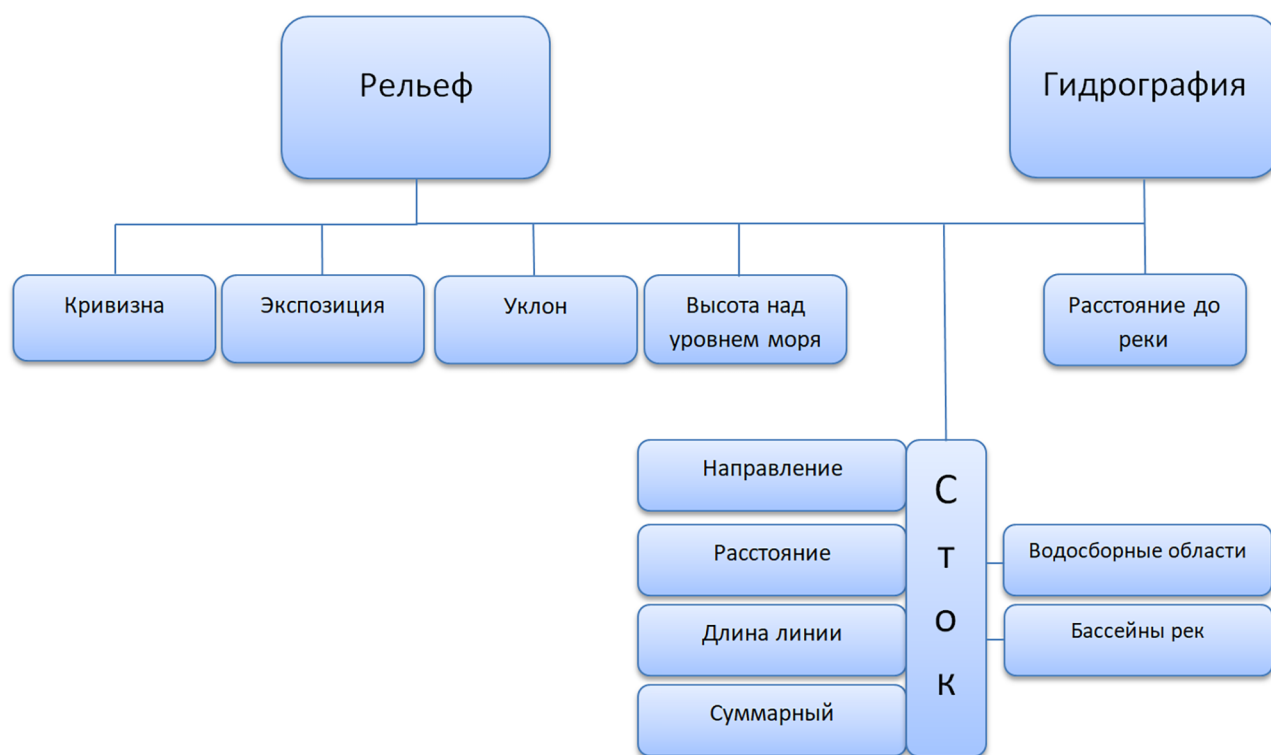 Рельеф
Гидрография
Кривизна
Экспозиция
Уклон
Высота над
уровнем моря
Расстояние до
реки
Направление
Расстояние
Длина линии
Суммарный
С
т
о
к
Водосборные области
Бассейны рек